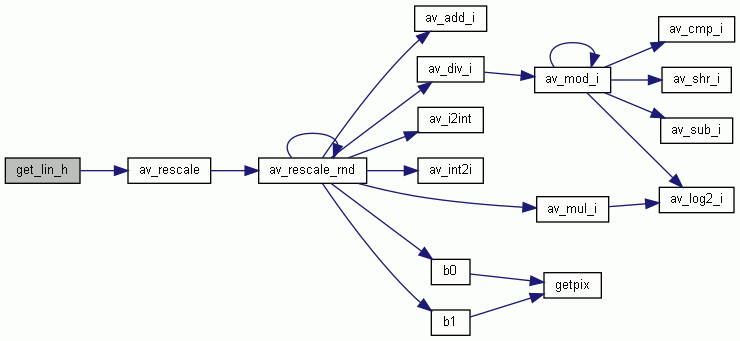 get_lin_h
av_rescale
av_rescale_rnd
av_add_i
av_div_i
av_i2int
av_int2i
av_mul_i
b0
b1
av_mod_i
getpix
av_cmp_i
av_shr_i
av_sub_i
av_log2_i